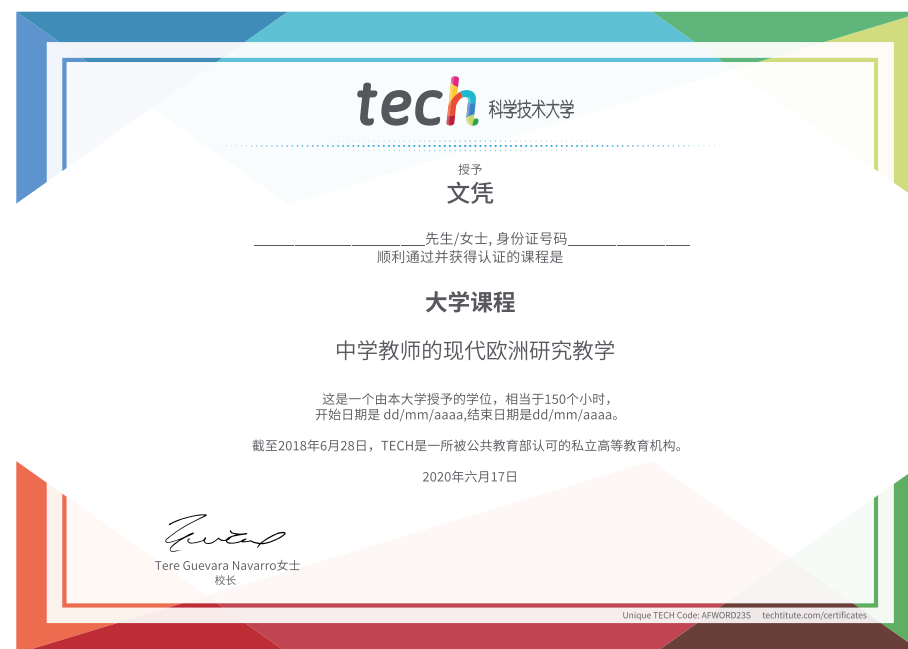 tech 科学技术大学
授予
文凭
________________________先生/女士, 身份证号码_________________
顺利通过并获得认证的课程是
大学课程
中学教师的现代欧洲研究教学
这是一个由本大学授予的学位，相当于150个小时，
开始日期是 dd/mm/aaaa,结束日期是dd/mm/aaaa。
截至2018年6月28日，TECH是一所被公共教育部认可的私立高等教育机构。
2020年六月17日
Tere Guevara Navarro女士
校长
Unique TECH Code: AFWORD23S techtitute.com/certificates